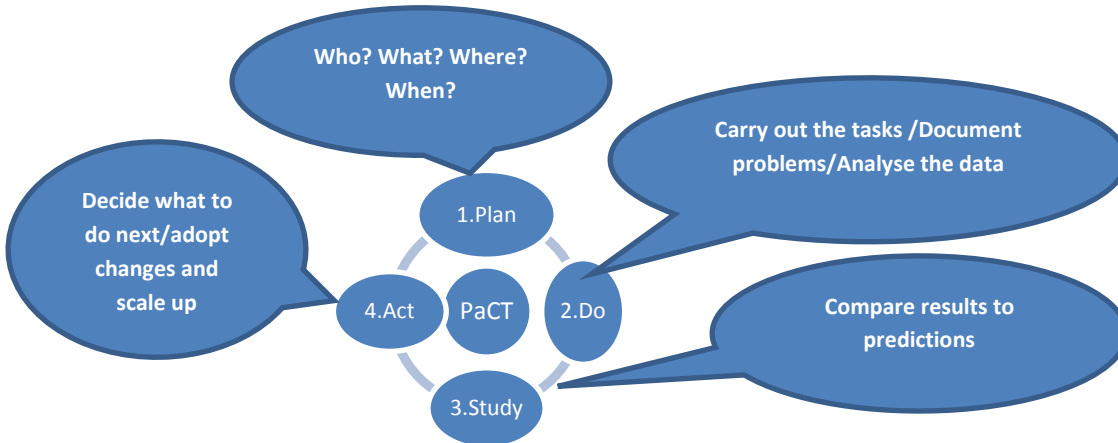 Who? What? Where?
When?
Carry out the tasks /Document
problems/Analyse the data
Decide what to
do next/adopt
changes and
scale up
1.Plan
4.Act
PaCT
2.Do
Compare results to
predictions
3.Study